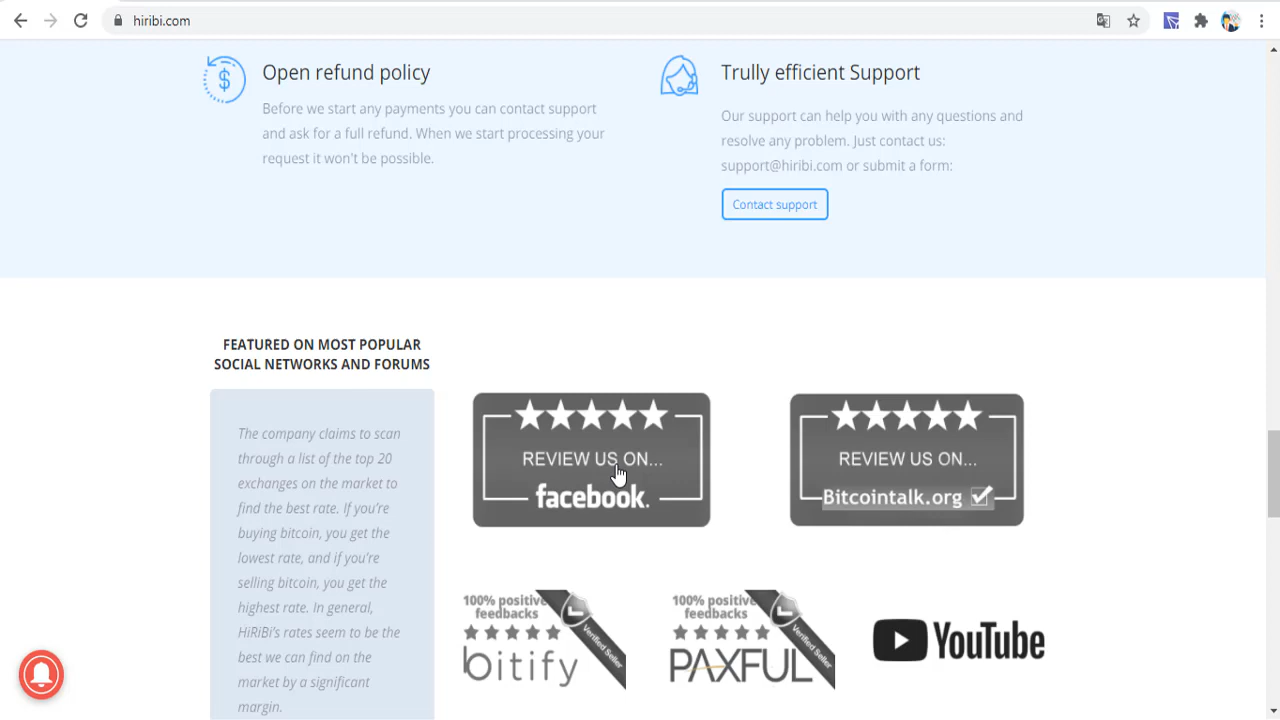 hiribi.com
Open refund policy
Before we start any payments you can contact support
and ask for a full refund. When we start processing your
request it won't be possible.
Trully efficient Support
Our support can help you with any questions and
resolve any problem. Just contact us:
support@hiribi.com or submit a form:
Contact support
FEATURED ON MOST POPULAR
SOCIAL NETWORKS AND FORUMS
The company claims to scan
through a list of the top 20
exchanges on the market to
find the best rate. If you're
buying bitcoin, you get the
lowest rate, and if you're
selling bitcoin, you get the
highest rate. In general,
HiRiBi's rates seem to be the
best we can find on the
market by a significant
margin.
REVIEW US ON...
facebook.
REVIEW US ON...
Bitcointalk.org
100% positive
feedbacks
Verified Seller
bitify
100% positive
feedbacks
Verified Seller
PAXFUL
YouTube